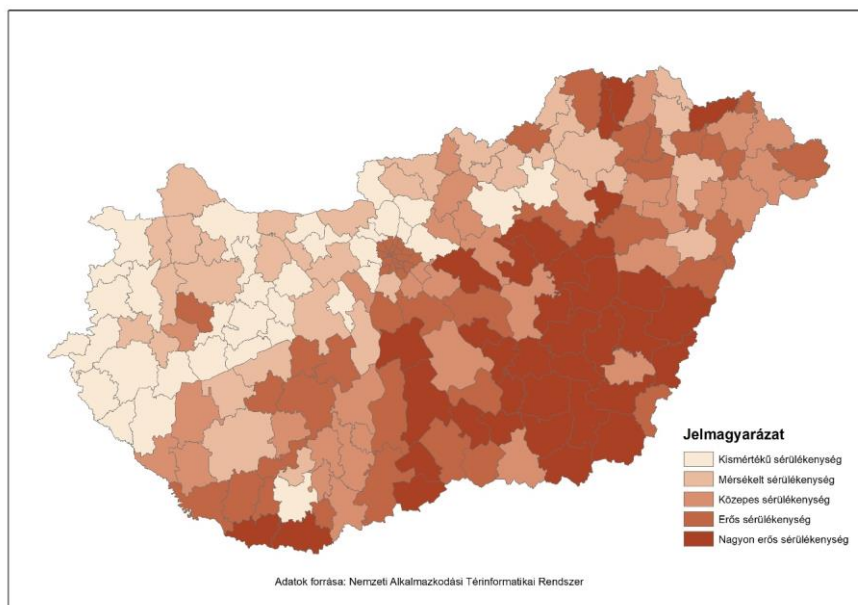 Jelmagyarázat
Kismértékű sérülékenység
Mérsékelt sérülékenység
Közepes sérülékenység
Erős sérülékenység
Nagyon erős sérülékenység
Adatok forrása: Nemzeti Alkalmazkodási Térinformatikai Rendszer